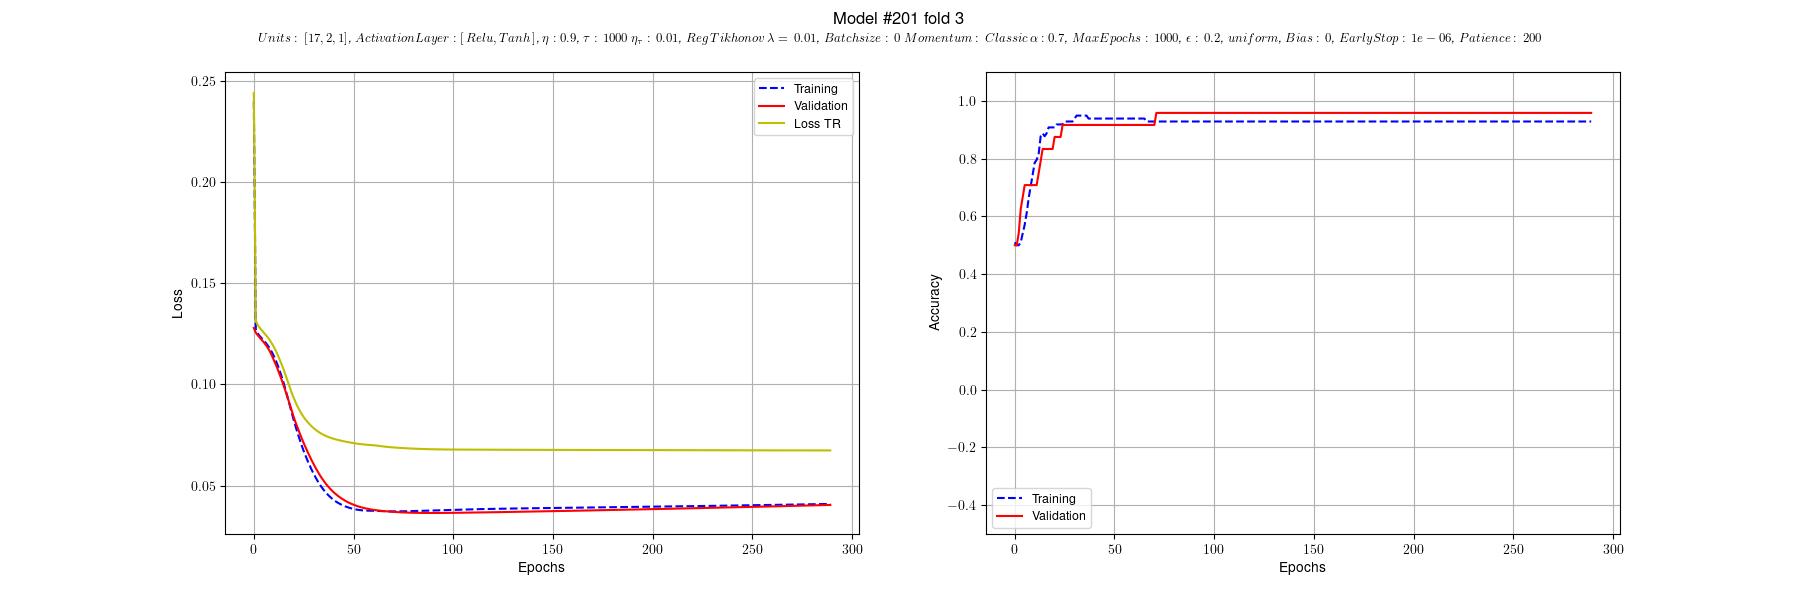 Model #201 fold 3
Units : [17, 2, 1], ActivationLayer : [ Relu, Tanh ], η : 0.9, τ : 1000 ητ : 0.01, RegTikhonov λ = 0.01, Batchsize : 0 Momentum : Classic α : 0.7, MaxEpochs : 1000, ϵ : 0.2, uniform, Bias : 0, EarlyStop : 1e − 06, Patience : 200
Loss
0.25
0.20
0.15
0.10
0.05
0 50 100 150 200 250 300
Epochs
Training
Validation
Loss TR
Accuracy
1.0
0.8
0.6
0.4
0.2
0.0
−0.2
−0.4
0 50 100 150 200 250 300
Epochs
Training
Validation